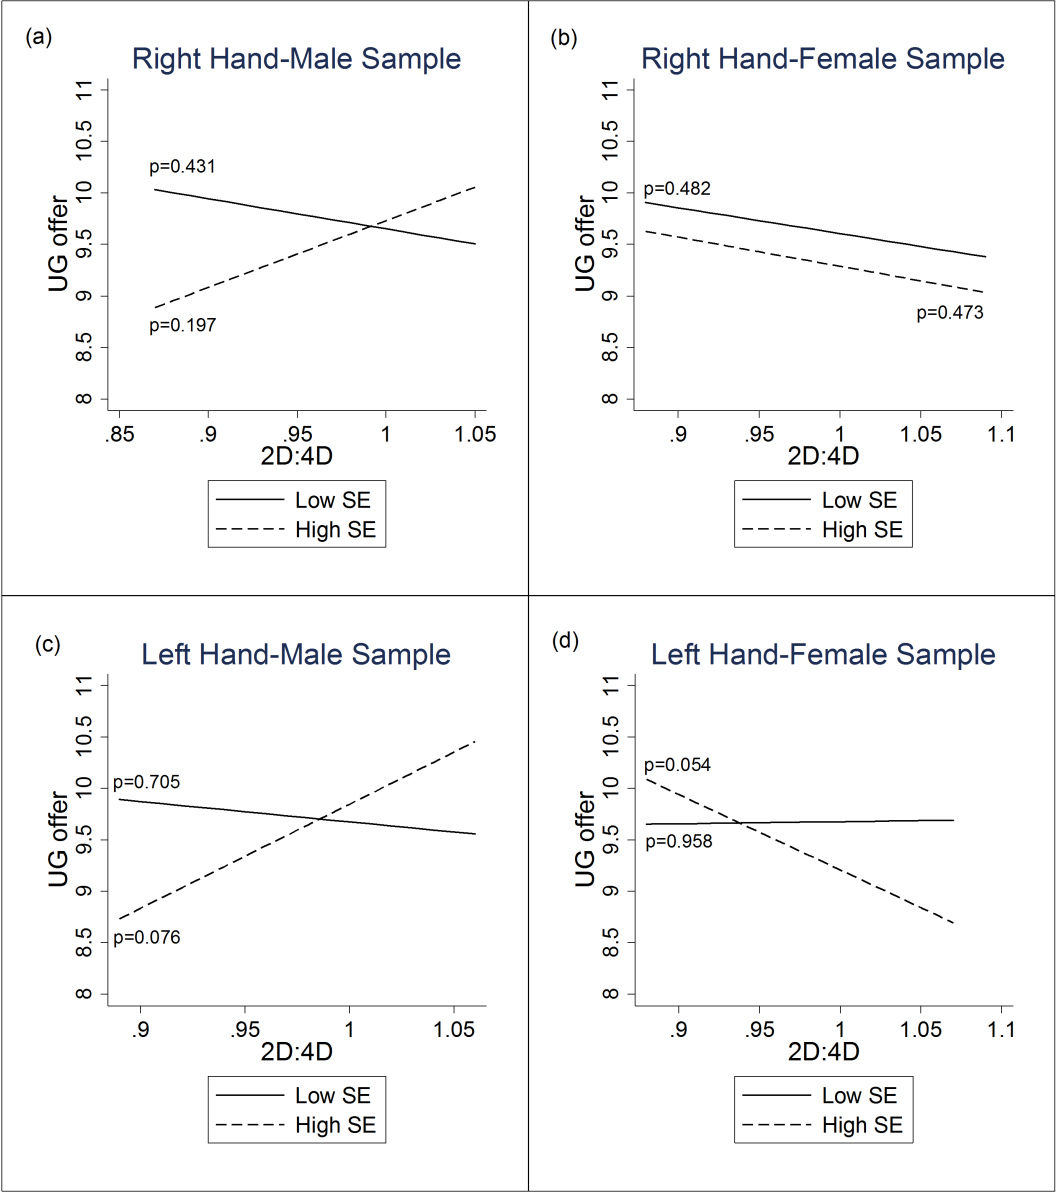 (a)
Right Hand-Male Sample
UG offer
11
10.5
10
9.5
9
8.5
8
p=0.431
p=0.197
.85 .9 .95 1 1.05
2D:4D
Low SE
High SE
(b)
Right Hand-Female Sample
UG offer
11
10.5
10
9.5
9
8.5
8
p=0.482
p=0.473
.9 .95 1 1.05 1.1
2D:4D
Low SE
High SE
(c)
Left Hand-Male Sample
UG offer
11
10.5
10
9.5
9
8.5
8
p=0.705
p=0.076
.9 .95 1 1.05
2D:4D
Low SE
High SE
(d)
Left Hand-Female Sample
UG offer
11
10.5
10
9.5
9
8.5
8
p=0.054
p=0.958
.9 .95 1 1.05 1.1
2D:4D
Low SE
High SE